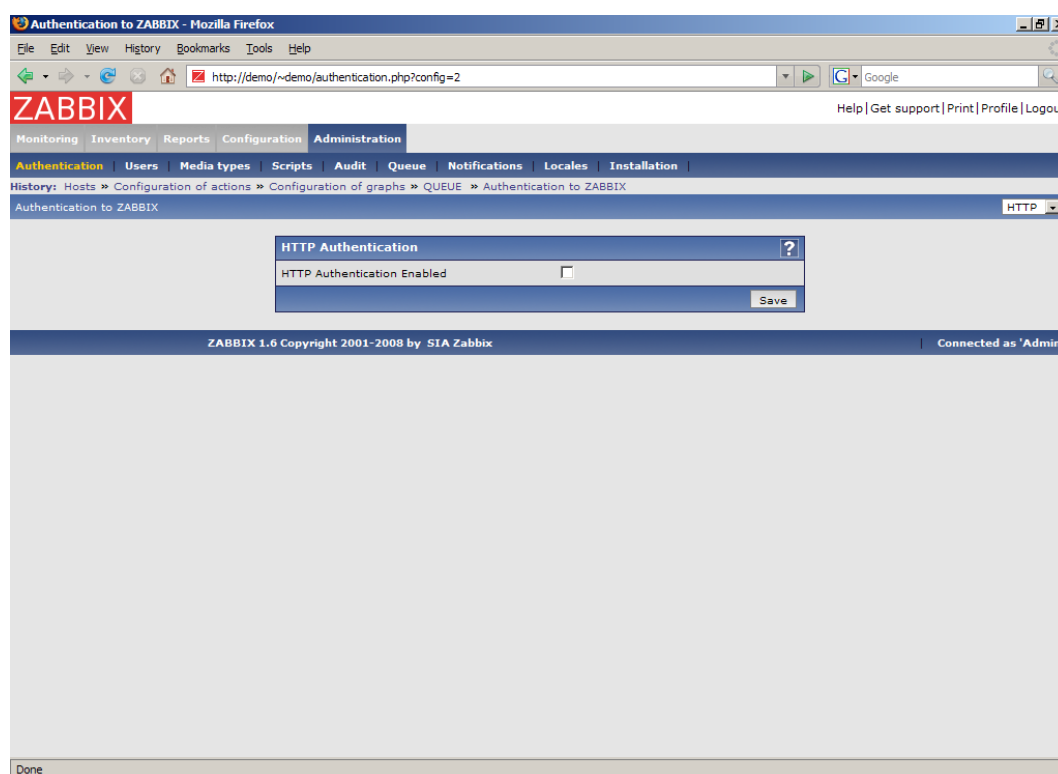 Authentication to ZABBIX - Mozilla Firefox
File Edit View History Bookmarks Tools Help
http://demo/~demo/authentication.php?config=2 G Google
ZABBIX
Help|Get support|Print|Profile|Logou
Monitoring Inventory Reports Configuration Administration
Authentication | Users | Media types | Scripts | Audit | Queue | Notifications | Locales | Installation |
History: Hosts » Configuration of actions » Configuration of graphs » QUEUE » Authentication to ZABBIX
Authentication to ZABBIX HTTP
HTTP Authentication ?
HTTP Authentication Enabled
Save
ZABBIX 1.6 Copyright 2001-2008 by SIA Zabbix | Connected as 'Admin
Done